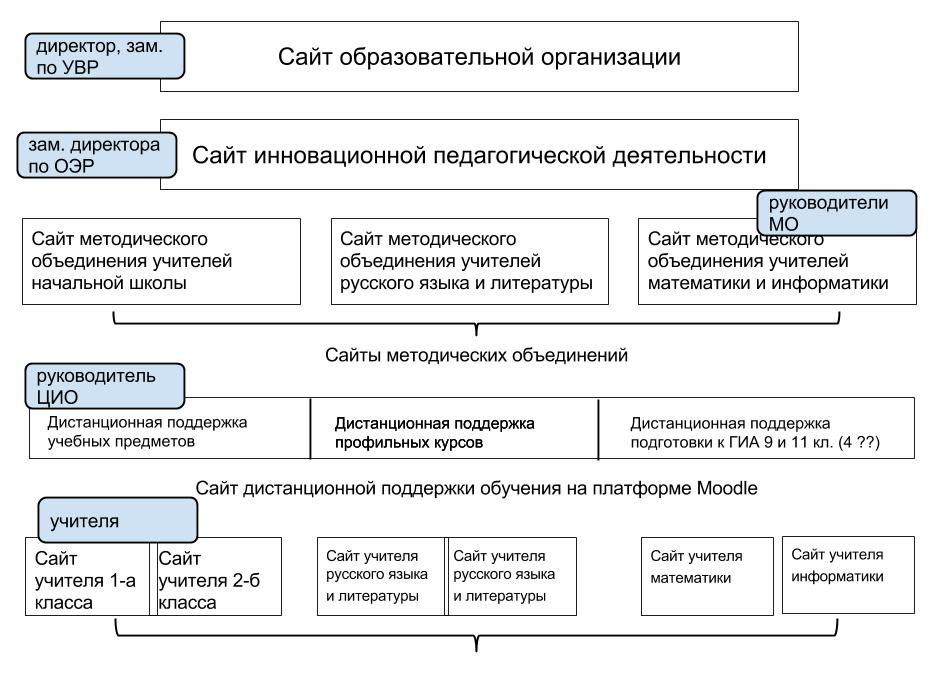 директор, зам.
по УВР
Сайт образовательной организации
зам. директора
по ОЭР
Сайт инновационной педагогической деятельности
руководители
МО
Сайт методического
объединения учителей
начальной школы
Сайт методического
объединения учителей
русского языка и литературы
Сайт методического
объединения учителей
математики и информатики
Сайты методических объединений
руководитель
ЦИО
Дистанционная поддержка
учебных предметов
Дистанционная поддержка
профильных курсов
Дистанционная поддержка
подготовки к ГИА 9 и 11 кл. (4 ??)
Сайт дистанционной поддержки обучения на платформе Moodle
учителя
Сайт
учителя 1-а
класса
Сайт
учителя 2-б
класса
Сайт учителя
русского языка
и литературы
Сайт учителя
русского языка
и литературы
Сайт учителя
математики
Сайт учителя
информатики